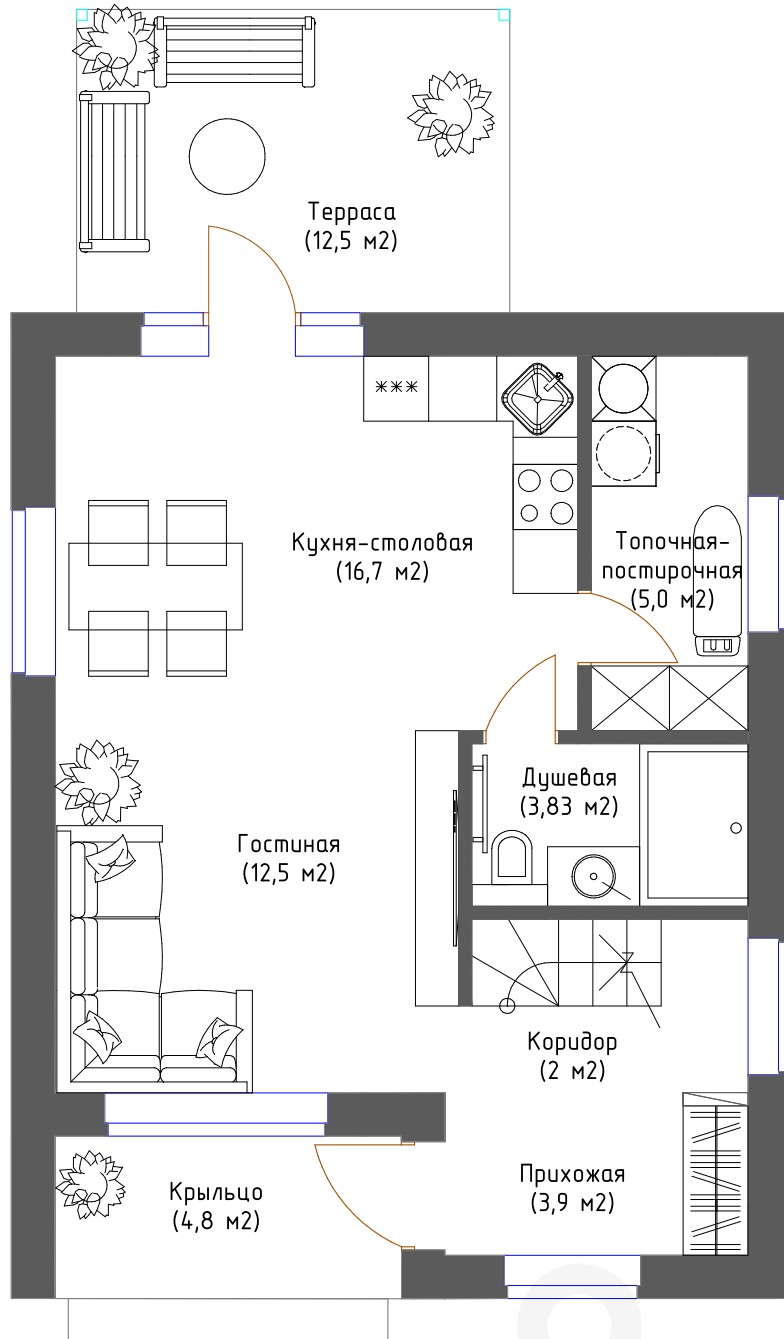 Терраса
(12,5 м2)
Кухня-столовая
(16,7 м2)
Топочная-
постирочная
(5,0 м2)
Душевая
(3,83 м2)
Гостиная
(12,5 м2)
Коридор
(2 м2)
Прихожая
(3,9 м2)
Крыльцо
(4,8 м2)